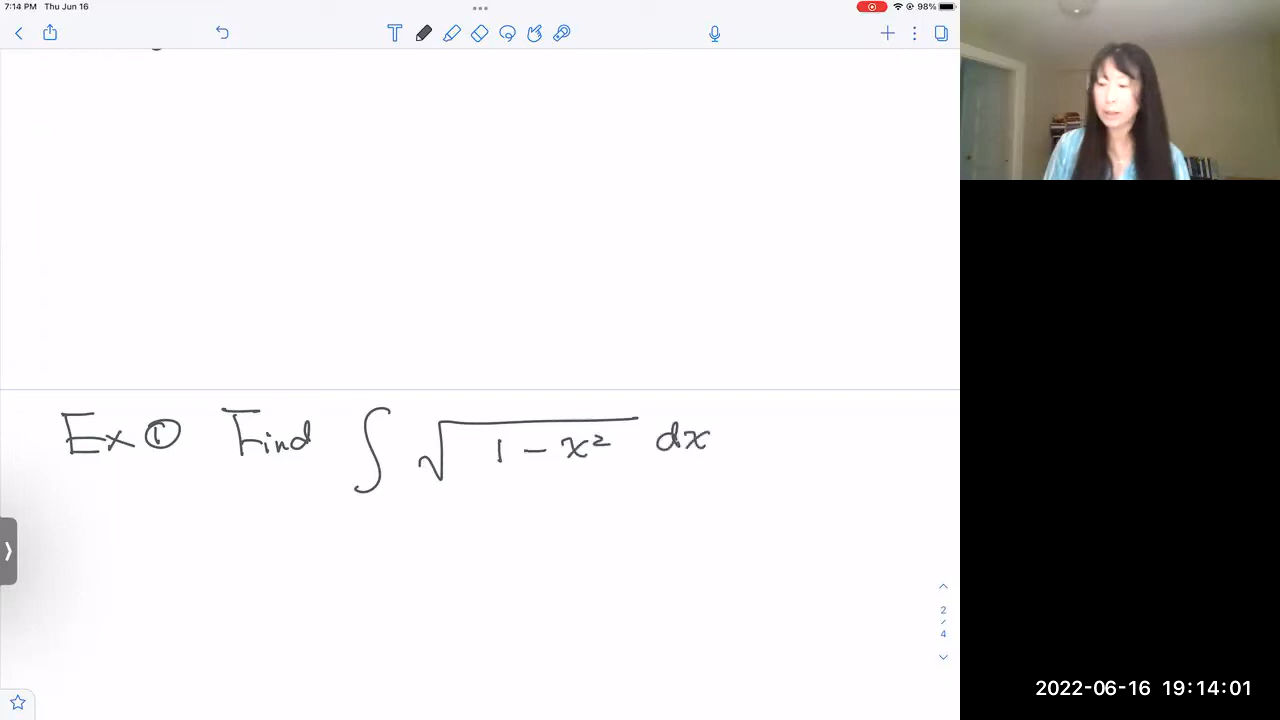 7:14 PM Thu Jun 16
98%
T
Ex ① Find ∫ √(1 - x²) dx
2
/
4
2022-06-16 19:14:01